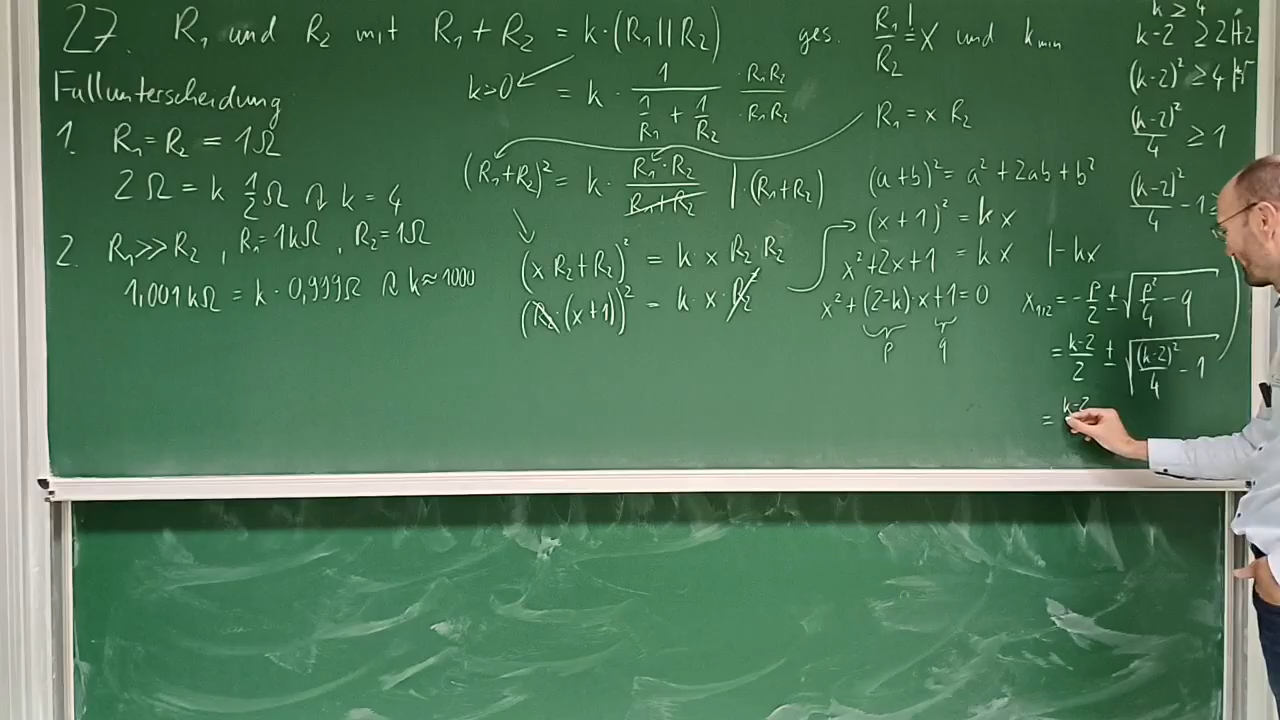 27. R₁ und R₂ mit R₁ + R₂ = k·(R₁||R₂) ges. R₁/R₂ =! x und k min
Fallunterscheidung
1. R₁ = R₂ = 1Ω
2Ω = k ½Ω ⇒ k = 4
2. R₁ >> R₂, R₁ = 1kΩ, R₂ = 1Ω
1,001kΩ = k · 0,999Ω ⇒ k ≈ 1000
k>0 = k · 1/(1/R₁ + 1/R₂) ·R₁R₂/·R₁R₂
(R₁+R₂)² = k · R₁·R₂/(R₁+R₂) | ·(R₁+R₂)
(x R₂ + R₂)² = k x R₂·R₂
(R₂·(x+1))² = k · x · R₂²
R₁ = x R₂
(a+b)² = a² + 2ab + b²
(x+1)² = k x
x² + 2x + 1 = k x |-kx
x² + (2-k)·x + 1 = 0
p q
x₁/₂ = -p/2 ± √(p²/4 - q)
= (k-2)/2 ± √((k-2)²/4 - 1)
= k-2
k ≥ 4
k-2 ≥ 2 |+2
(k-2)² ≥ 4 |√
(k-2)²/4 ≥ 1
(k-2)²/4 - 1 ≥